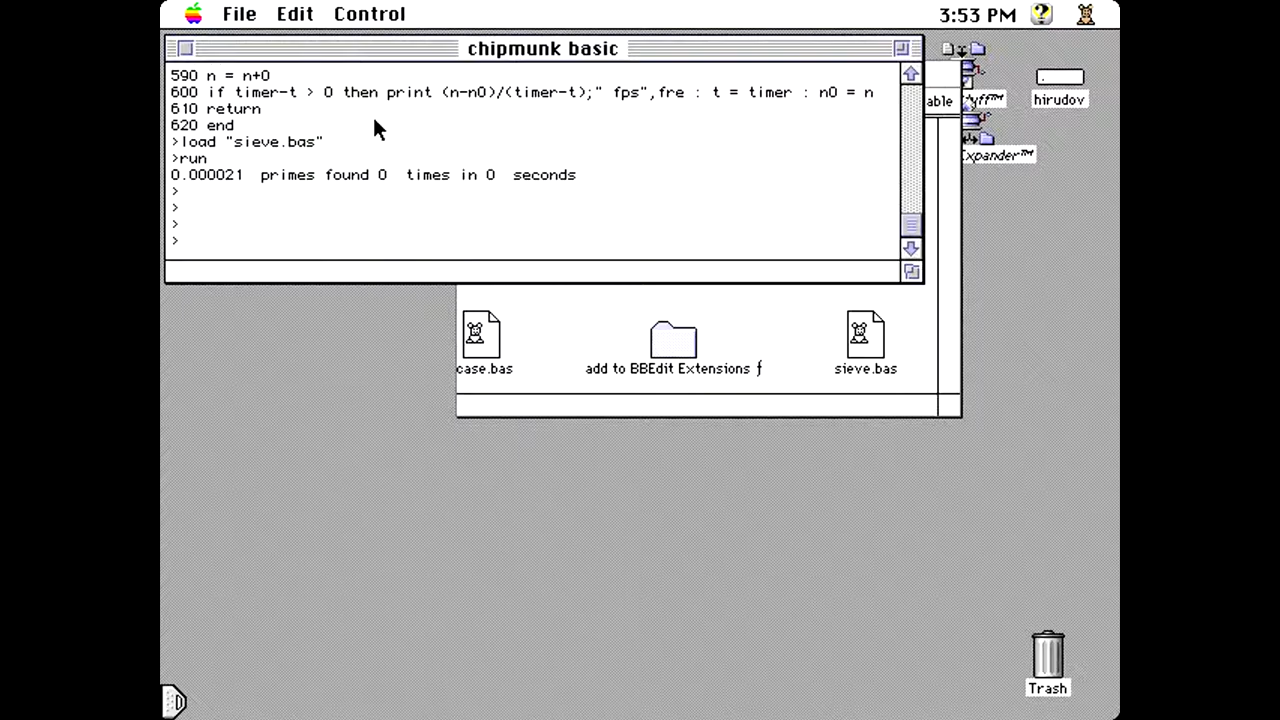 File Edit Control
3:53 PM
chipmunk basic
590 n = n+0
600 if timer-t > 0 then print (n-n0)/(timer-t);" fps",fre : t = timer : n0 = n
610 return
620 end
>load "sieve.bas"
>run
0.000021 primes found 0 times in 0 seconds
>
>
>
>
able
hirudov
Expander™
case.bas
add to BBEdit Extensions ƒ
sieve.bas
Trash